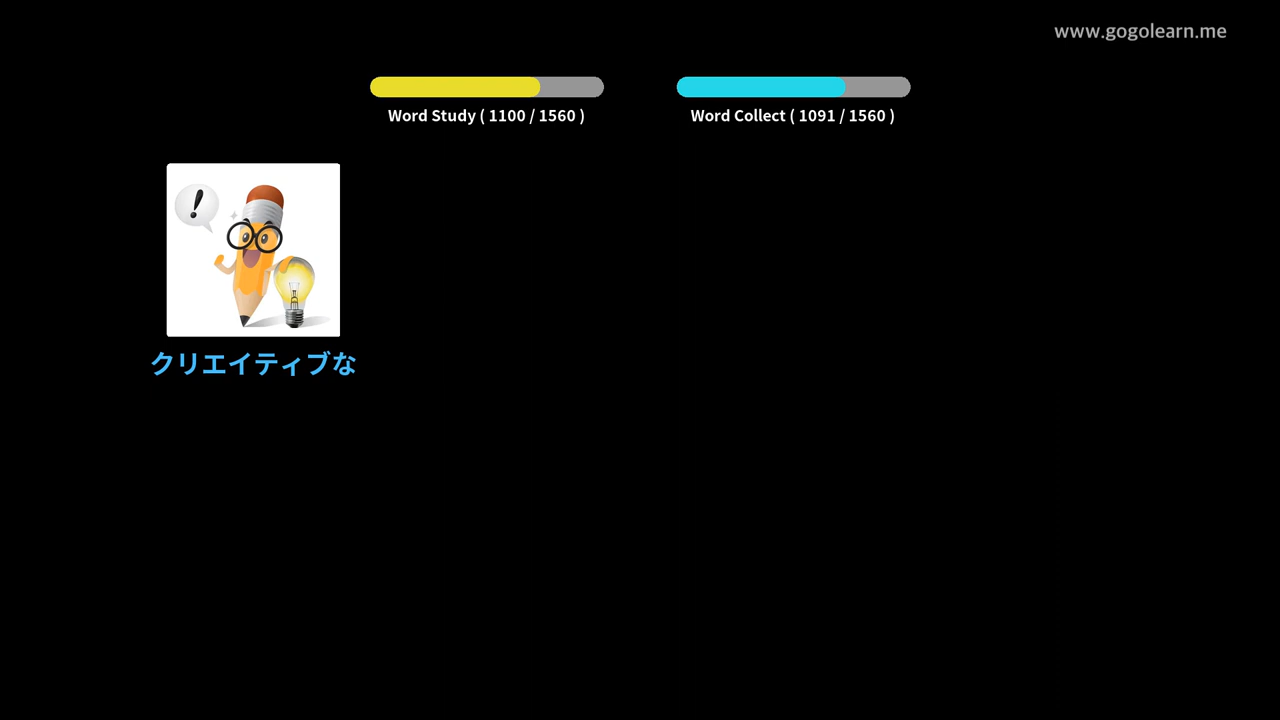 www.gogolearn.me
Word Study ( 1100 / 1560 )
Word Collect ( 1091 / 1560 )
!
クリエイティブな